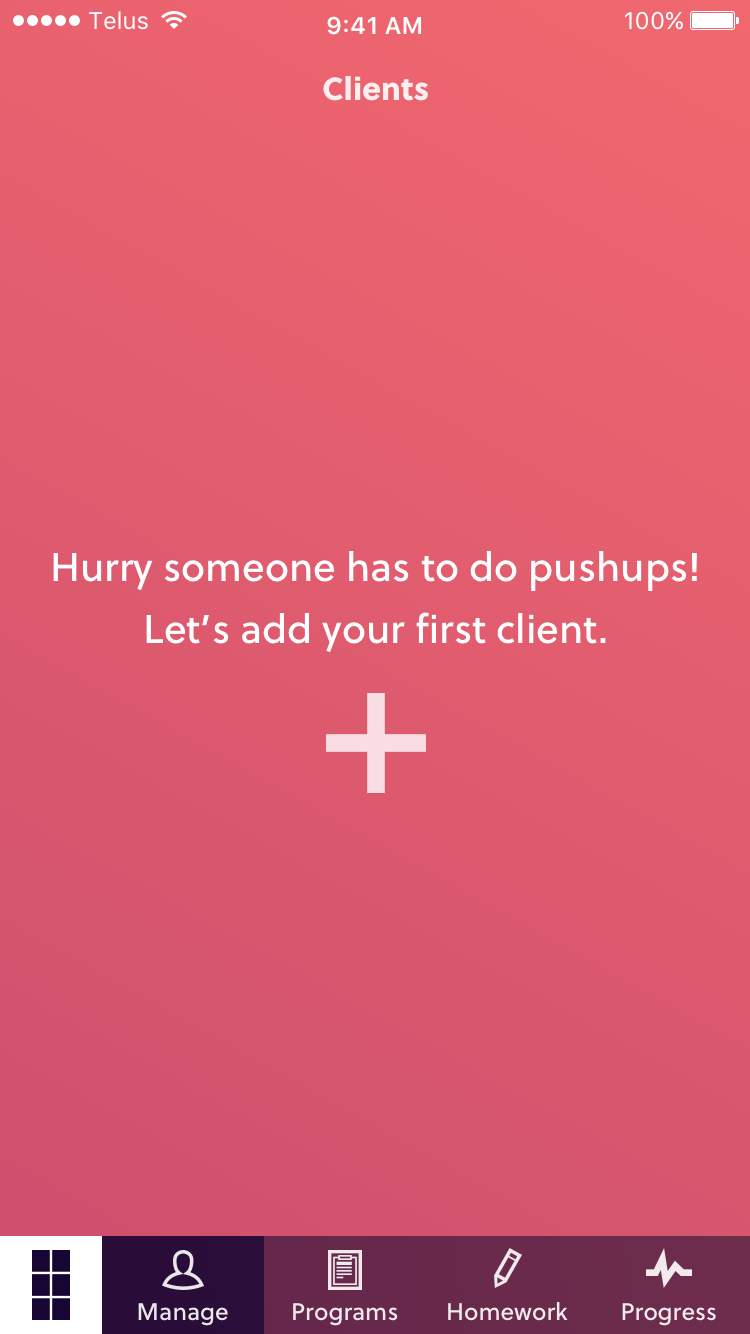 Telus 9:41 AM 100%
Clients
Hurry someone has to do pushups!
Let’s add your first client.
Manage Programs Homework Progress